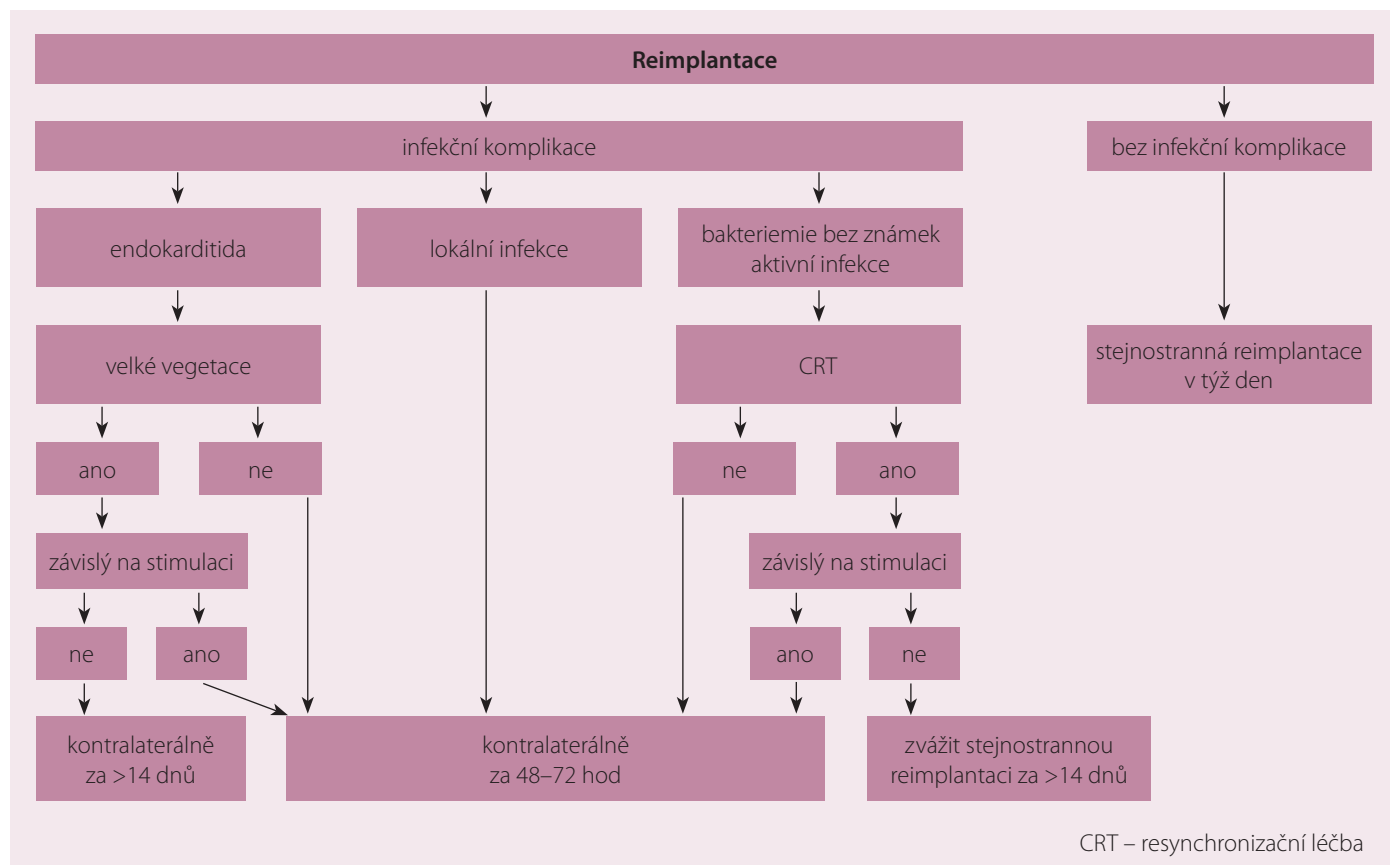 Reimplantace
infekční komplikace
bez infekční komplikace
endokarditida
lokální infekce
bakteriemie bez známek
aktivní infekce
velké vegetace
CRT
stejnostranná reimplantace
v týž den
ano
ne
ne
ano
závislý na stimulaci
závislý na stimulaci
ne
ano
ano
ne
kontralaterálně
za >14 dnů
kontralaterálně
za 48–72 hod
zvážit stejnostrannou
reimplantaci za >14 dnů
CRT – resynchronizační léčba